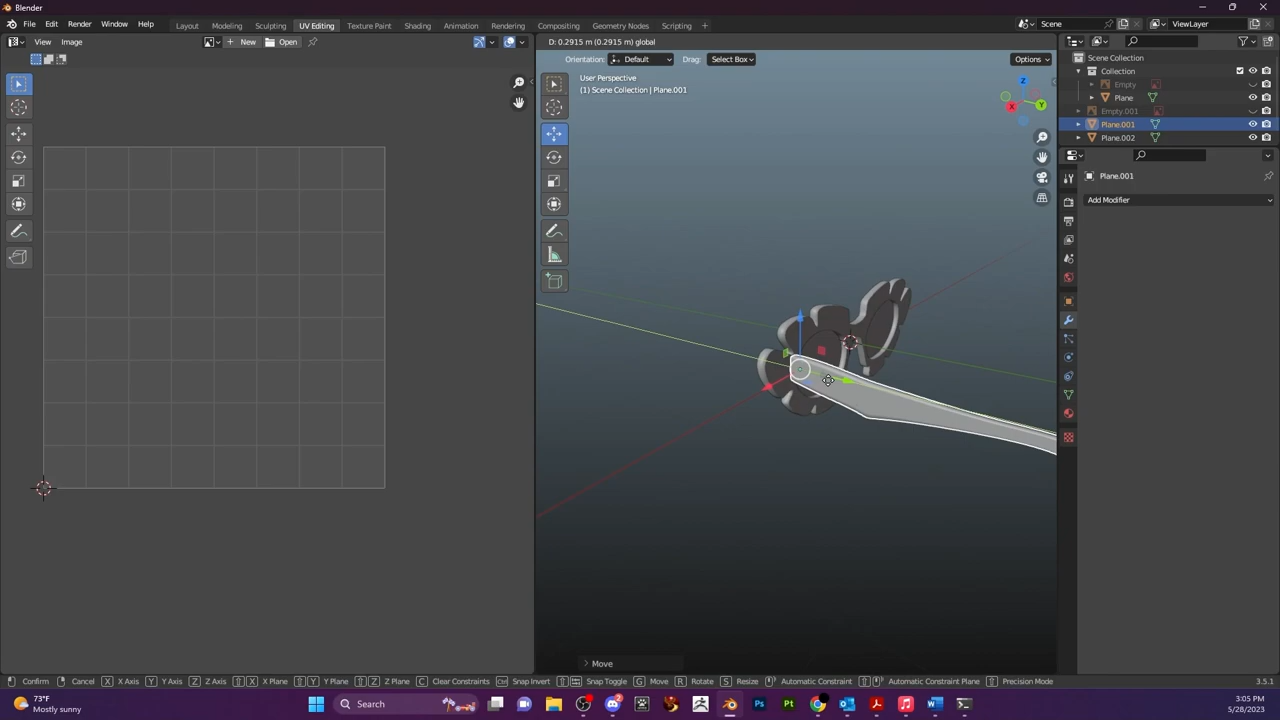 Blender
File Edit Render Window Help Layout Modeling Sculpting UV Editing Texture Paint Shading Animation Rendering Compositing Geometry Nodes Scripting + Scene ViewLayer
View Image New Open D: 0.2915 m (0.2915 m) global
Orientation: Default Drag: Select Box Options
User Perspective
(1) Scene Collection | Plane.001
Scene Collection
Collection
Empty
Plane
Empty.001
Plane.001
Plane.002
Plane.001
Add Modifier
Z
X
Y
Move
Confirm Cancel X X Axis Y Y Axis Z Z Axis X X Plane Y Y Plane Z Z Plane C Clear Constraints Snap Invert Snap Toggle G Move R Rotate S Resize Automatic Constraint Automatic Constraint Plane Precision Mode 3.5.1
73°F
Mostly sunny
Search
2
Ps
Pt
W
3:05 PM
5/28/2023